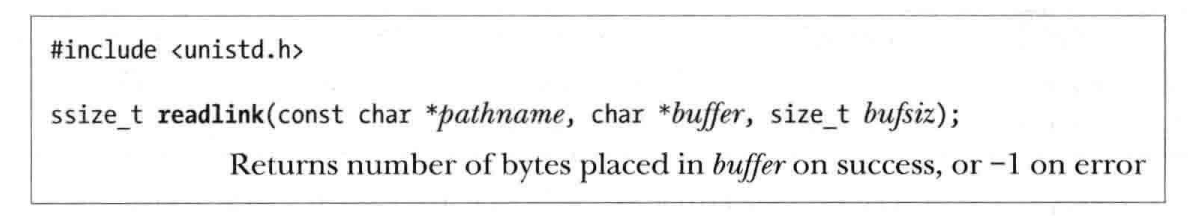 #include <unistd.h>
ssize_t readlink(const char *pathname, char *buffer, size_t bufsiz);
Returns number of bytes placed in buffer on success, or −1 on error